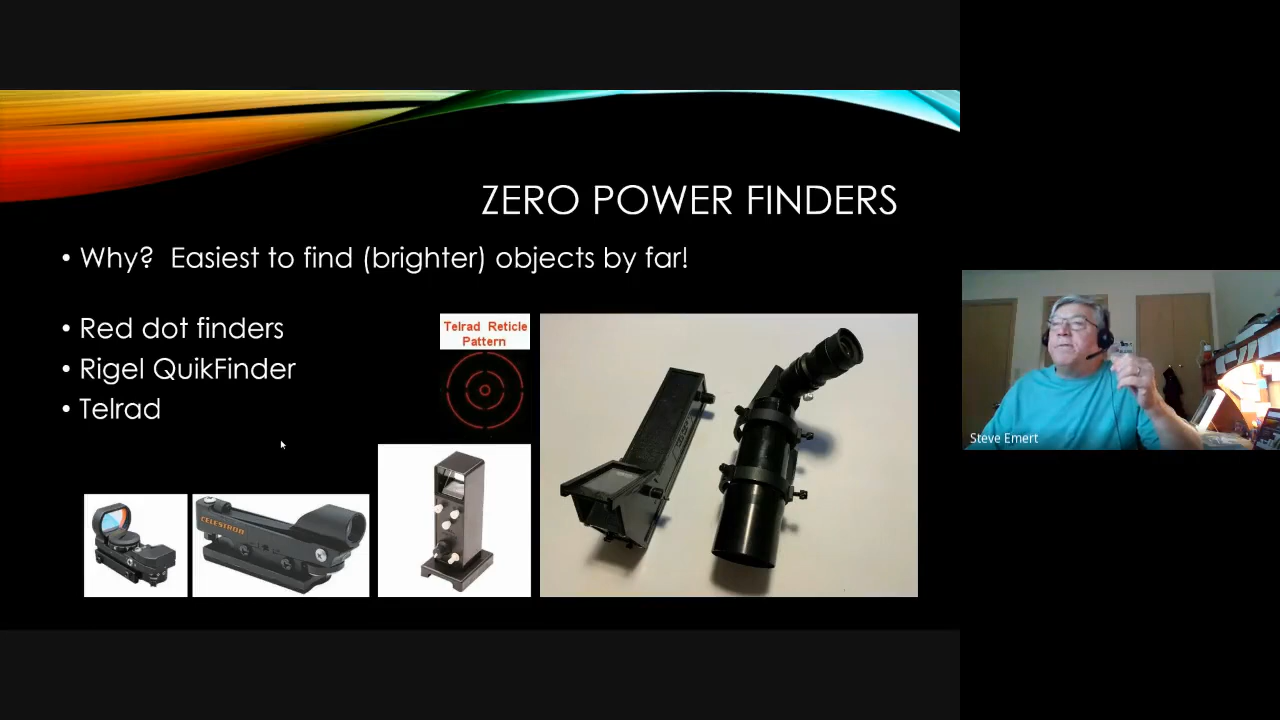 ZERO POWER FINDERS
• Why?  Easiest to find (brighter) objects by far!
• Red dot finders
• Rigel QuikFinder
• Telrad
Telrad Reticle
Pattern
CELESTRON
Steve Emert